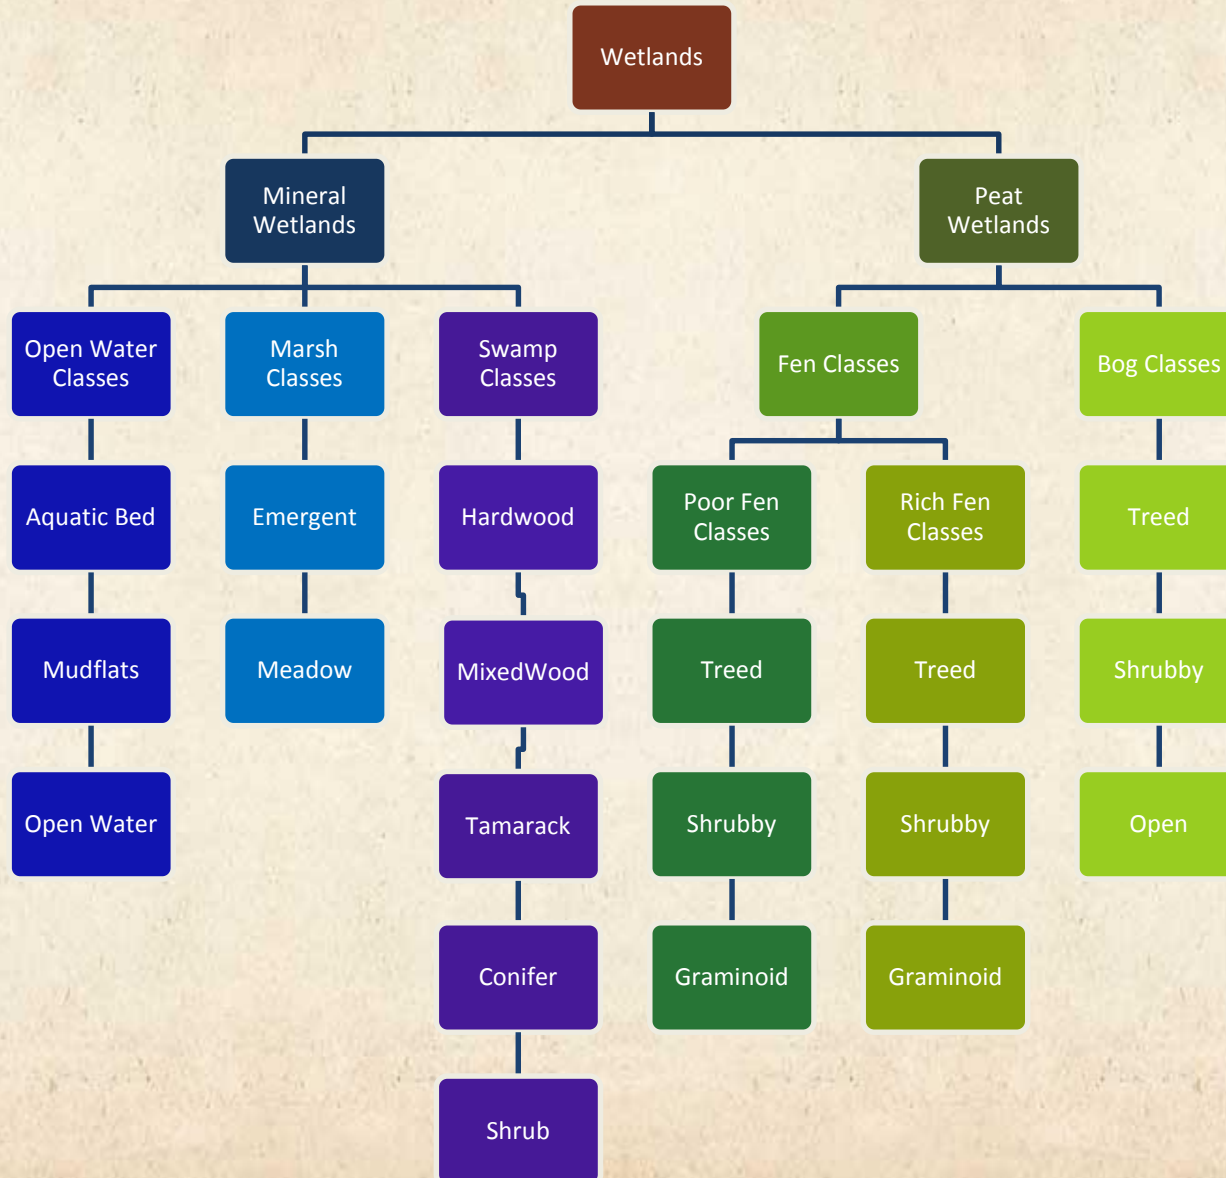 Wetlands
Mineral
Wetlands
Peat
Wetlands
Open Water
Classes
Marsh
Classes
Swamp
Classes
Fen Classes
Bog Classes
Aquatic Bed
Emergent
Hardwood
Poor Fen
Classes
Rich Fen
Classes
Treed
Mudflats
Meadow
MixedWood
Treed
Treed
Shrubby
Open Water
Tamarack
Shrubby
Shrubby
Open
Conifer
Graminoid
Graminoid
Shrub